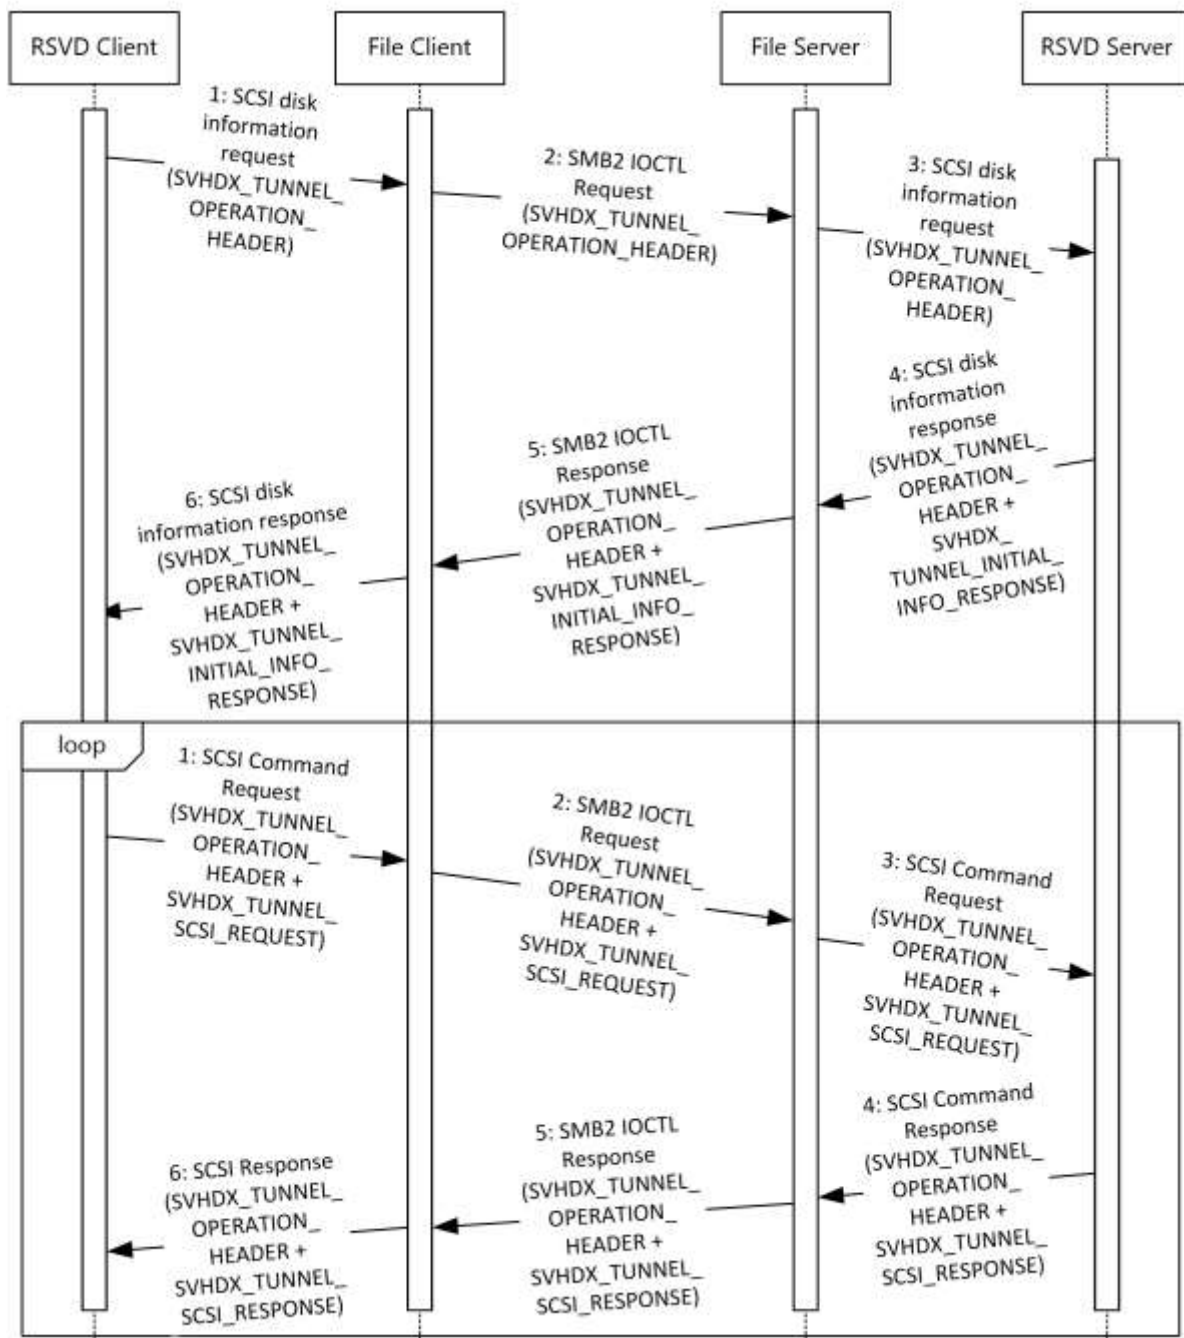 RSVD Client
File Client
File Server
RSVD Server
1: SCSI disk
information
request
(SVHDX_TUNNEL_
OPERATION_
HEADER)
2: SMB2 IOCTL
Request
(SVHDX_TUNNEL_
OPERATION_HEADER)
3: SCSI disk
information
request
(SVHDX_TUNNEL_
OPERATION_
HEADER)
4: SCSI disk
information
response
(SVHDX_TUNNEL_
OPERATION_
HEADER +
SVHDX_
TUNNEL_INITIAL_
INFO_RESPONSE)
5: SMB2 IOCTL
Response
(SVHDX_TUNNEL_
OPERATION_
HEADER +
SVHDX_TUNNEL_
INITIAL_INFO_
RESPONSE)
6: SCSI disk
information response
(SVHDX_TUNNEL_
OPERATION_
HEADER +
SVHDX_TUNNEL_
INITIAL_INFO_
RESPONSE)
loop
1: SCSI Command
Request
(SVHDX_TUNNEL_
OPERATION_
HEADER +
SVHDX_TUNNEL_
SCSI_REQUEST)
2: SMB2 IOCTL
Request
(SVHDX_TUNNEL_
OPERATION_
HEADER +
SVHDX_TUNNEL_
SCSI_REQUEST)
3: SCSI Command
Request
(SVHDX_TUNNEL_
OPERATION_
HEADER +
SVHDX_TUNNEL_
SCSI_REQUEST)
4: SCSI Command
Response
(SVHDX_TUNNEL_
OPERATION_
HEADER +
SVHDX_TUNNEL_
SCSI_RESPONSE)
5: SMB2 IOCTL
Response
(SVHDX_TUNNEL_
OPERATION_
HEADER +
SVHDX_TUNNEL_
SCSI_RESPONSE)
6: SCSI Response
(SVHDX_TUNNEL_
OPERATION_
HEADER +
SVHDX_TUNNEL_
SCSI_RESPONSE)